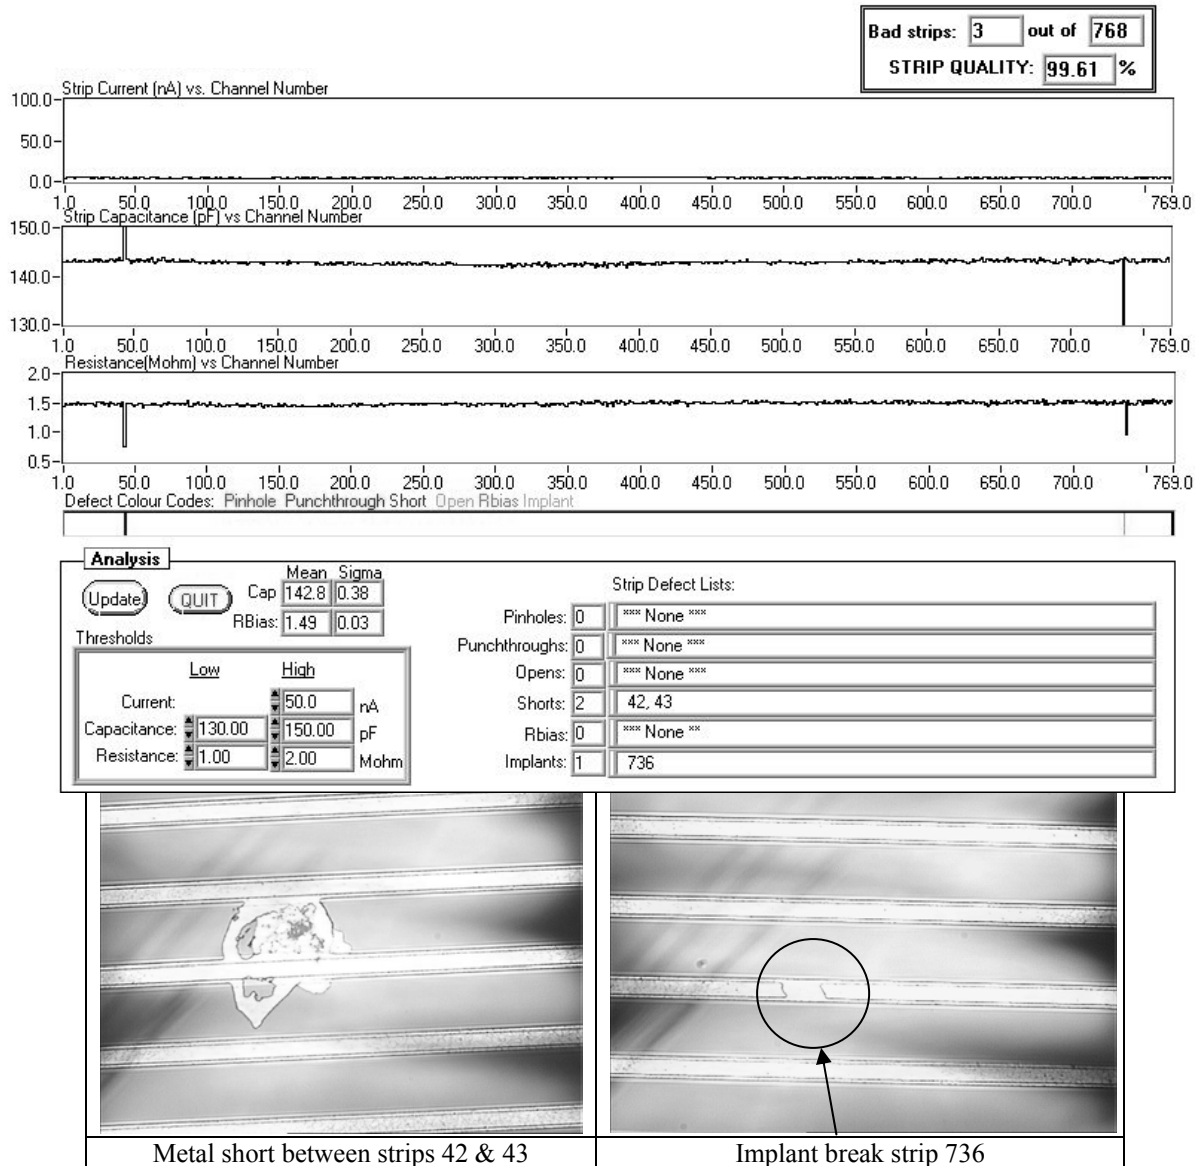 Bad strips: 3 out of 768
STRIP QUALITY: 99.61 %
Strip Current (nA) vs. Channel Number
100.0
50.0
0.0
1.0 50.0 100.0 150.0 200.0 250.0 300.0 350.0 400.0 450.0 500.0 550.0 600.0 650.0 700.0 769.0
Strip Capacitance (pF) vs Channel Number
150.0
140.0
130.0
1.0 50.0 100.0 150.0 200.0 250.0 300.0 350.0 400.0 450.0 500.0 550.0 600.0 650.0 700.0 769.0
Resistance(Mohm) vs Channel Number
2.0
1.5
1.0
0.5
1.0 50.0 100.0 150.0 200.0 250.0 300.0 350.0 400.0 450.0 500.0 550.0 600.0 650.0 700.0 769.0
Defect Colour Codes: Pinhole Punchthrough Short Open Rbias Implant
Analysis
Mean Sigma
Update QUIT Cap 142.8 0.38
RBias: 1.49 0.03
Thresholds
Low High
Current: 50.0 nA
Capacitance: 130.00 150.00 pF
Resistance: 1.00 2.00 Mohm
Strip Defect Lists:
Pinholes: 0 *** None ***
Punchthroughs: 0 *** None ***
Opens: 0 *** None ***
Shorts: 2 42, 43
Rbias: 0 *** None **
Implants: 1 736
Metal short between strips 42 & 43
Implant break strip 736